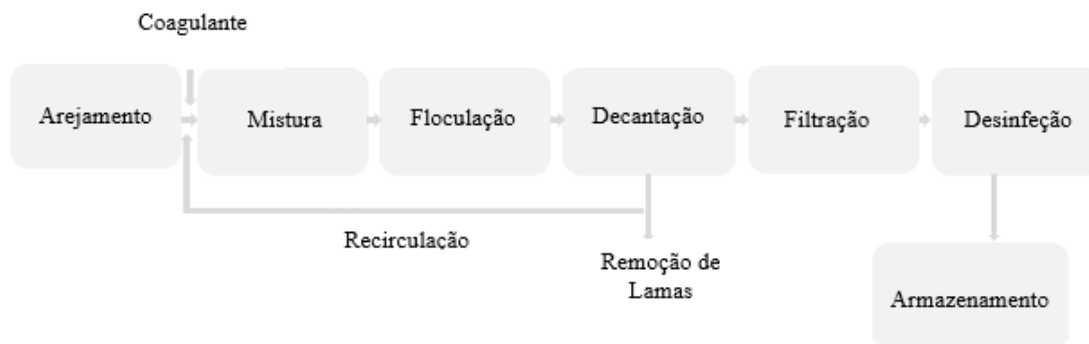 Coagulante
Arejamento
Mistura
Floculação
Decantação
Filtração
Desinfeção
Recirculação
Remoção de
Lamas
Armazenamento